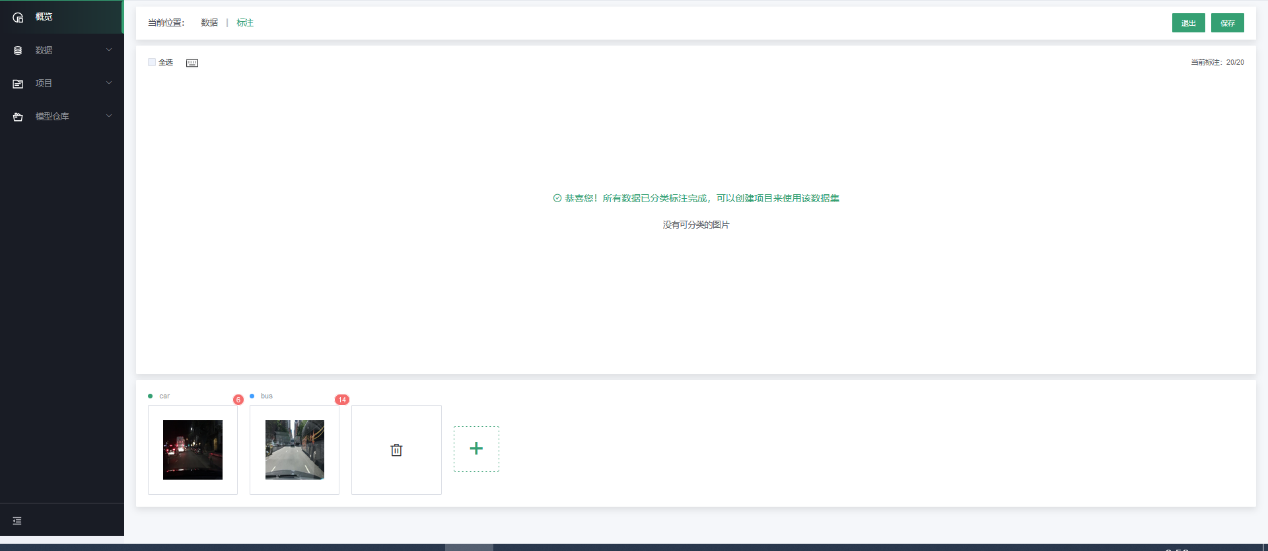 概览
数据
项目
模型仓库
当前位置： 数据 | 标注
退出 保存
全选
当前标注：20/20
恭喜您！所有数据已分类标注完成，可以创建项目来使用该数据集
没有可分类的图片
car 6
bus 14